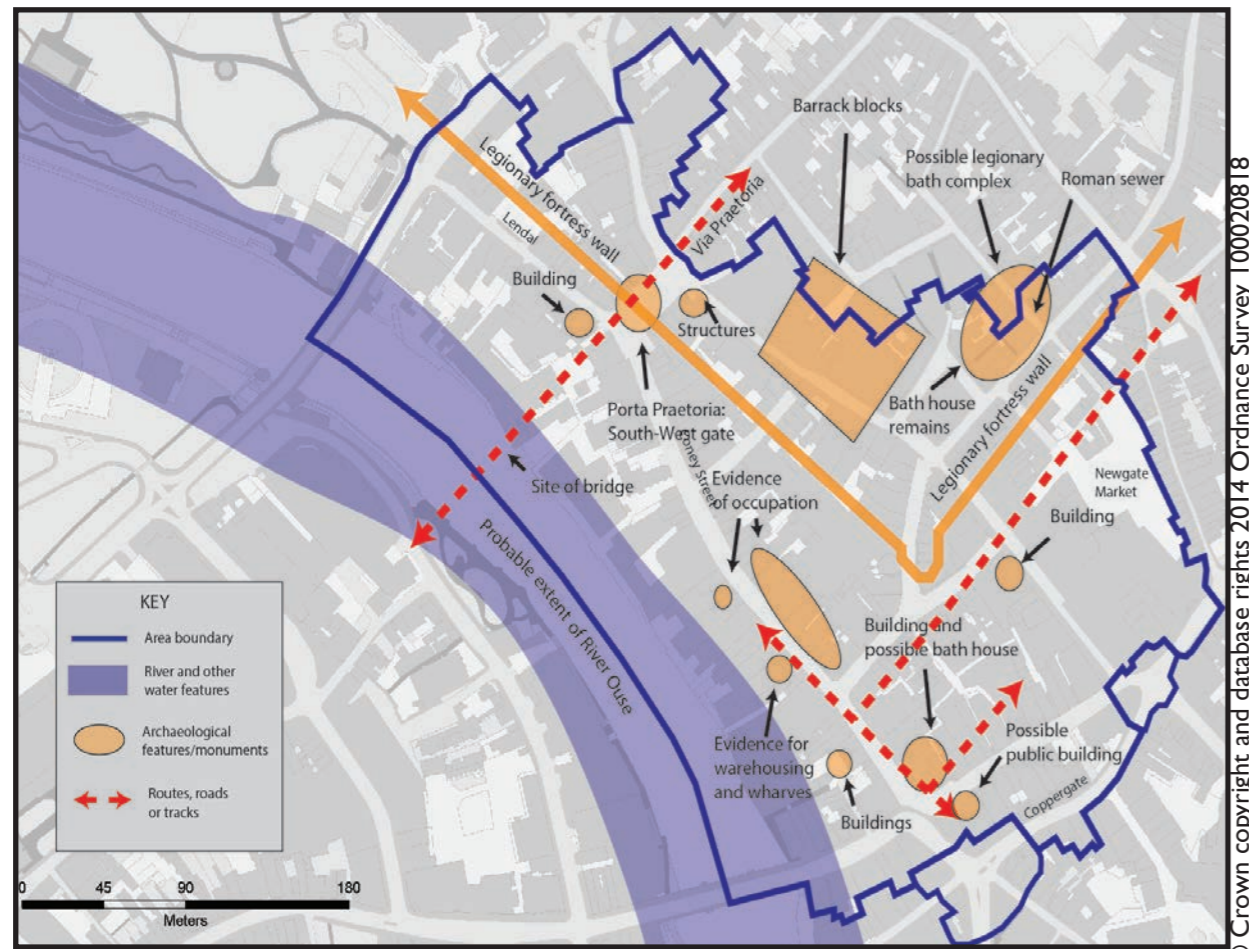 Barrack blocks
Possible legionary
bath complex
Roman sewer
Legionary fortress wall
Lendal
Via Praetoria
Building
Structures
Porta Praetoria:
South-West gate
Bath house
remains
Legionary fortress wall
Newgate
Market
Site of bridge
oney Street
Evidence
of occupation
Building
Probable extent of River Ouse
Building and
possible bath house
Evidence for
warehousing
and wharves
Possible
public building
Coppergate
Buildings
KEY
Area boundary
River and other
water features
Archaeological
features/monuments
Routes, roads
or tracks
0 45 90 180
Meters
© Crown copyright and database rights 2014 Ordnance Survey 100020818